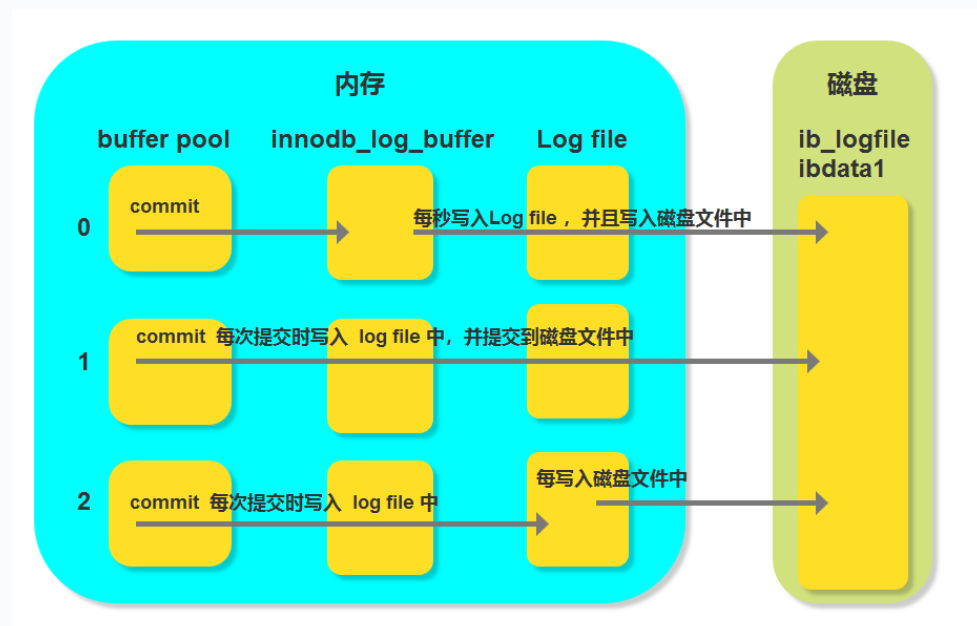 内存
磁盘
buffer pool
innodb_log_buffer
Log file
ib_logfile
ibdata1
0
commit
每秒写入Log file ，并且写入磁盘文件中
1
commit 每次提交时写入 log file 中，并提交到磁盘文件中
2
commit 每次提交时写入 log file 中
每写入磁盘文件中